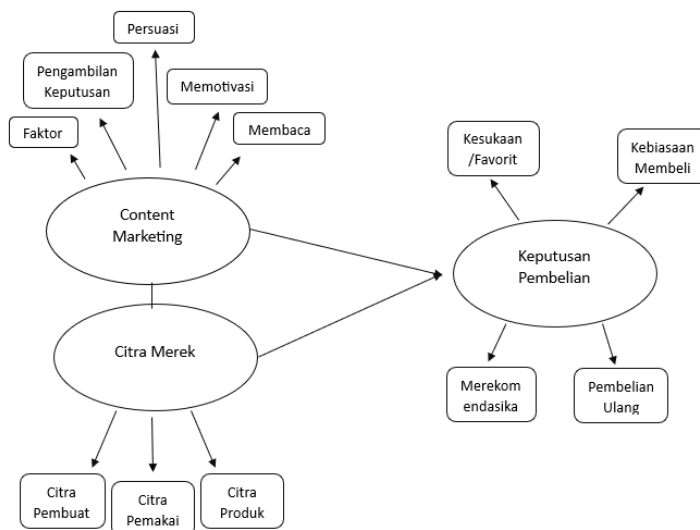 Persuasi
Pengambilan
Keputusan
Memotivasi
Faktor
Membaca
Content
Marketing
Citra Merek
Citra
Pembuat
Citra
Pemakai
Citra
Produk
Kesukaan
/Favorit
Kebiasaan
Membeli
Keputusan
Pembelian
Merekom
endasika
Pembelian
Ulang